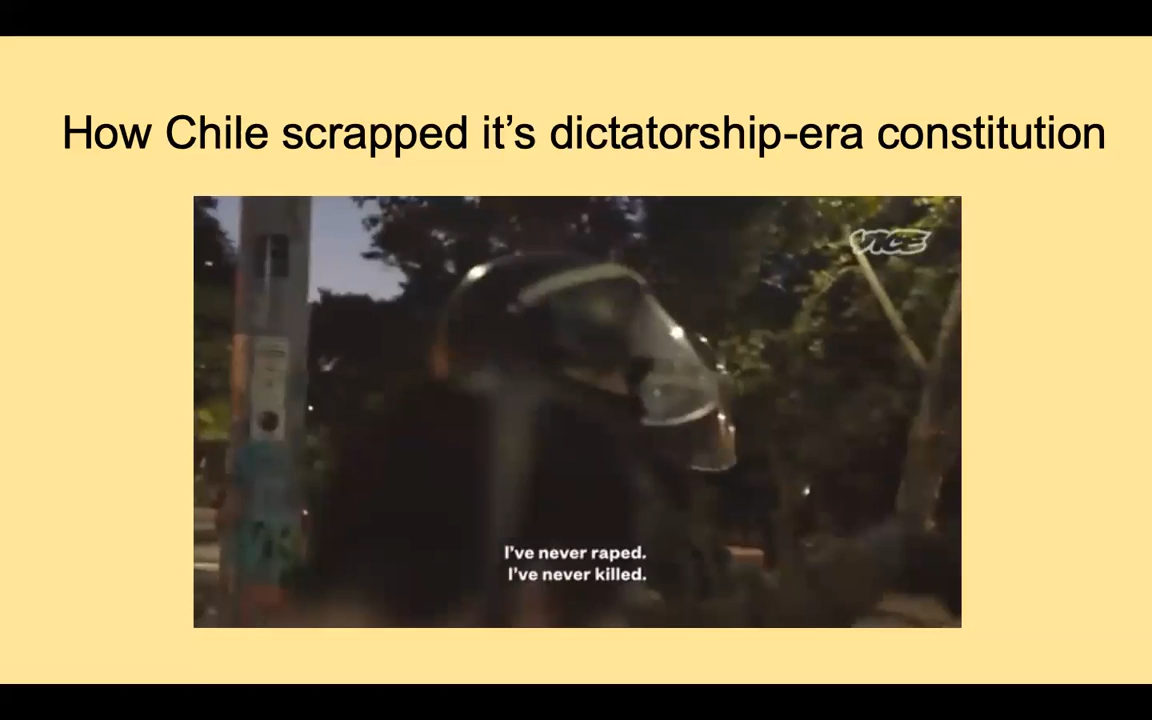 How Chile scrapped it's dictatorship-era constitution
VICE
I've never raped.
I've never killed.